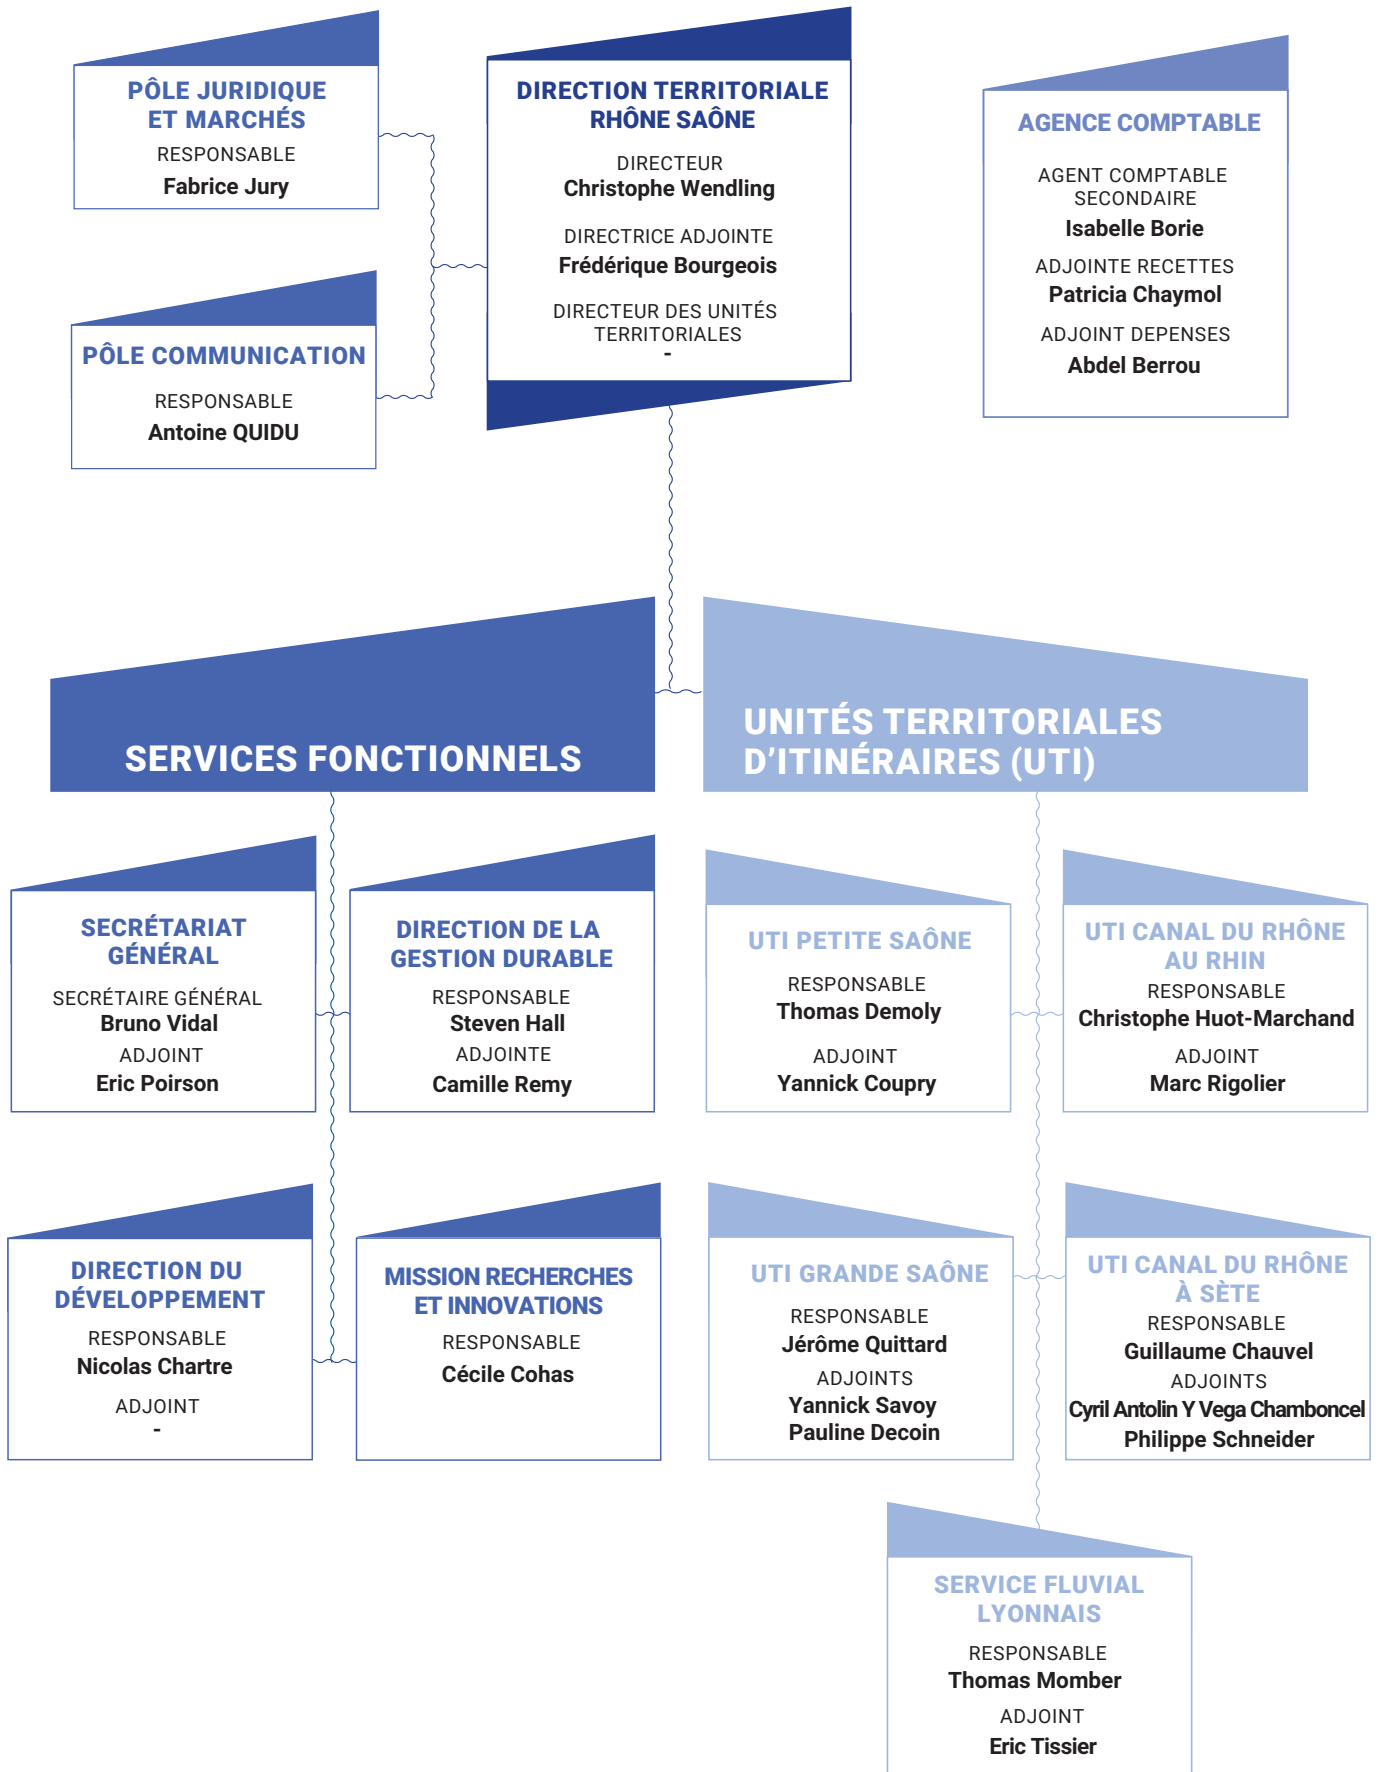 PÔLE JURIDIQUE
ET MARCHÉS
RESPONSABLE
Fabrice Jury
DIRECTION TERRITORIALE
RHÔNE SAÔNE
DIRECTEUR
Christophe Wendling
DIRECTRICE ADJOINTE
Frédérique Bourgeois
DIRECTEUR DES UNITÉS
TERRITORIALES
-
AGENCE COMPTABLE
AGENT COMPTABLE
SECONDAIRE
Isabelle Borie
ADJOINTE RECETTES
Patricia Chaymol
ADJOINT DEPENSES
Abdel Berrou
PÔLE COMMUNICATION
RESPONSABLE
Antoine QUIDU
SERVICES FONCTIONNELS
UNITÉS TERRITORIALES
D’ITINÉRAIRES (UTI)
SECRÉTARIAT
GÉNÉRAL
SECRÉTAIRE GÉNÉRAL
Bruno Vidal
ADJOINT
Eric Poirson
DIRECTION DE LA
GESTION DURABLE
RESPONSABLE
Steven Hall
ADJOINTE
Camille Remy
UTI PETITE SAÔNE
RESPONSABLE
Thomas Demoly
ADJOINT
Yannick Coupry
UTI CANAL DU RHÔNE
AU RHIN
RESPONSABLE
Christophe Huot-Marchand
ADJOINT
Marc Rigolier
DIRECTION DU
DÉVELOPPEMENT
RESPONSABLE
Nicolas Chartre
ADJOINT
-
MISSION RECHERCHES
ET INNOVATIONS
RESPONSABLE
Cécile Cohas
UTI GRANDE SAÔNE
RESPONSABLE
Jérôme Quittard
ADJOINTS
Yannick Savoy
Pauline Decoin
UTI CANAL DU RHÔNE
À SÈTE
RESPONSABLE
Guillaume Chauvel
ADJOINTS
Cyril Antolin Y Vega Chamboncel
Philippe Schneider
SERVICE FLUVIAL
LYONNAIS
RESPONSABLE
Thomas Momber
ADJOINT
Eric Tissier